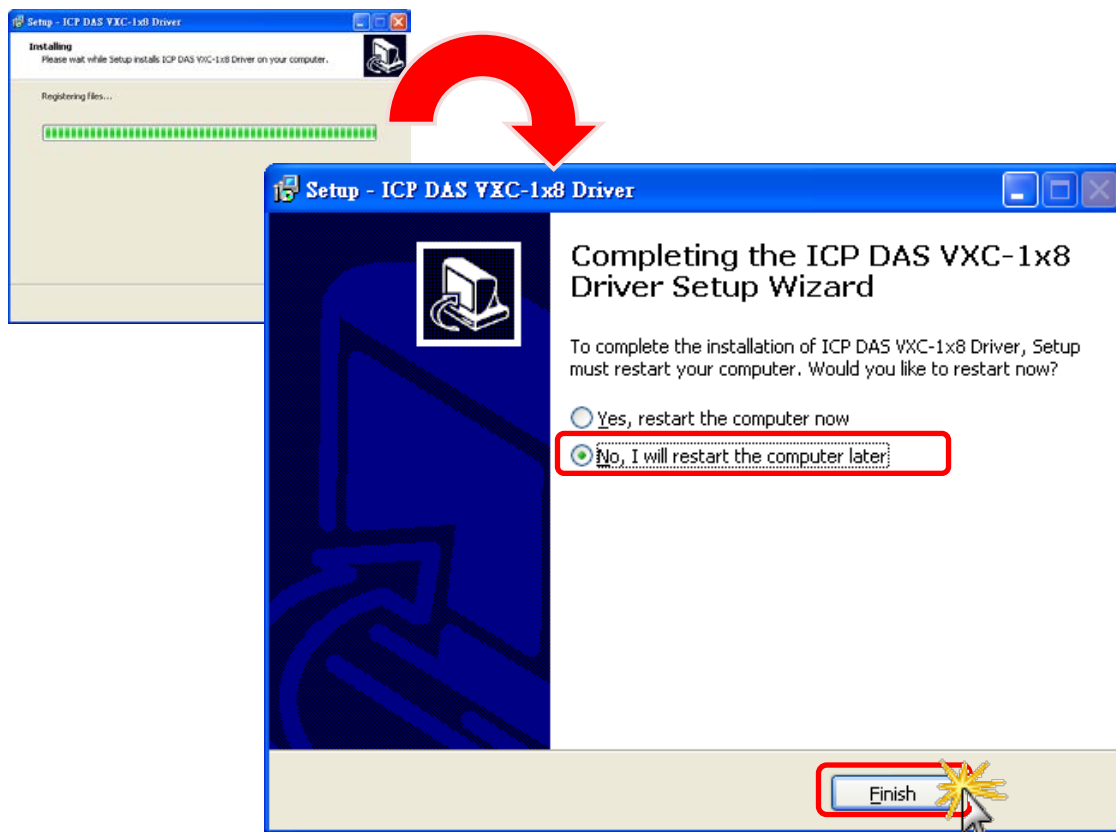 Setup - ICP DAS VXC-1x8 Driver
Installing
Please wait while Setup installs ICP DAS VXC-1x8 Driver on your computer.
Registering files...
Setup - ICP DAS VXC-1x8 Driver
Completing the ICP DAS VXC-1x8
Driver Setup Wizard
To complete the installation of ICP DAS VXC-1x8 Driver, Setup
must restart your computer. Would you like to restart now?
Yes, restart the computer now
No, I will restart the computer later
Finish